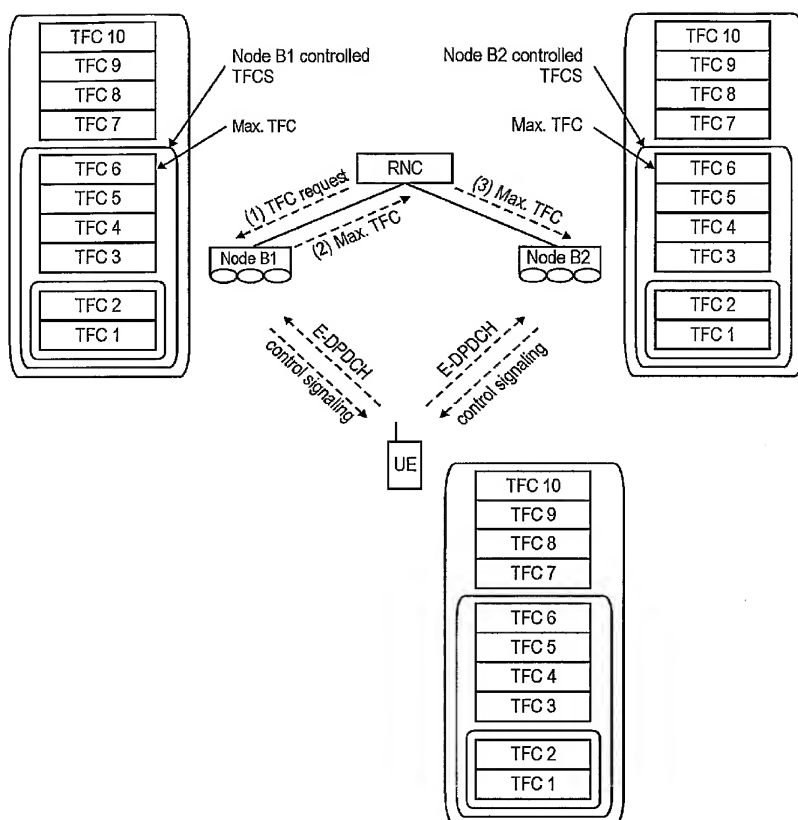 TFC 10
TFC 9
TFC 8
TFC 7
TFC 6
TFC 5
TFC 4
TFC 3
TFC 2
TFC 1
Node B1 controlled
TFCS
Max. TFC
RNC
(1) TFC request
(2) Max. TFC
(3) Max. TFC
Node B1
Node B2
E-DPDCH
control signaling
E-DPDCH
control signaling
UE
Node B2 controlled
TFCS
Max. TFC
TFC 10
TFC 9
TFC 8
TFC 7
TFC 6
TFC 5
TFC 4
TFC 3
TFC 2
TFC 1
TFC 10
TFC 9
TFC 8
TFC 7
TFC 6
TFC 5
TFC 4
TFC 3
TFC 2
TFC 1